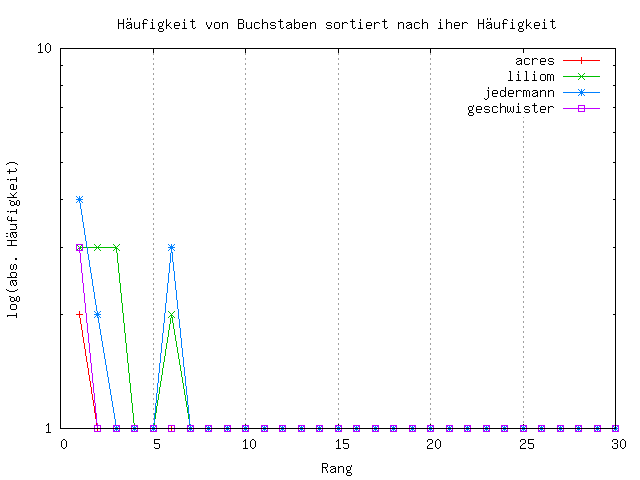 Häufigkeit von Buchstaben sortiert nach iher Häufigkeit
10
acres
liliom
jedermann
geschwister
log(abs. Häufigkeit)
1
0 5 10 15 20 25 30
Rang